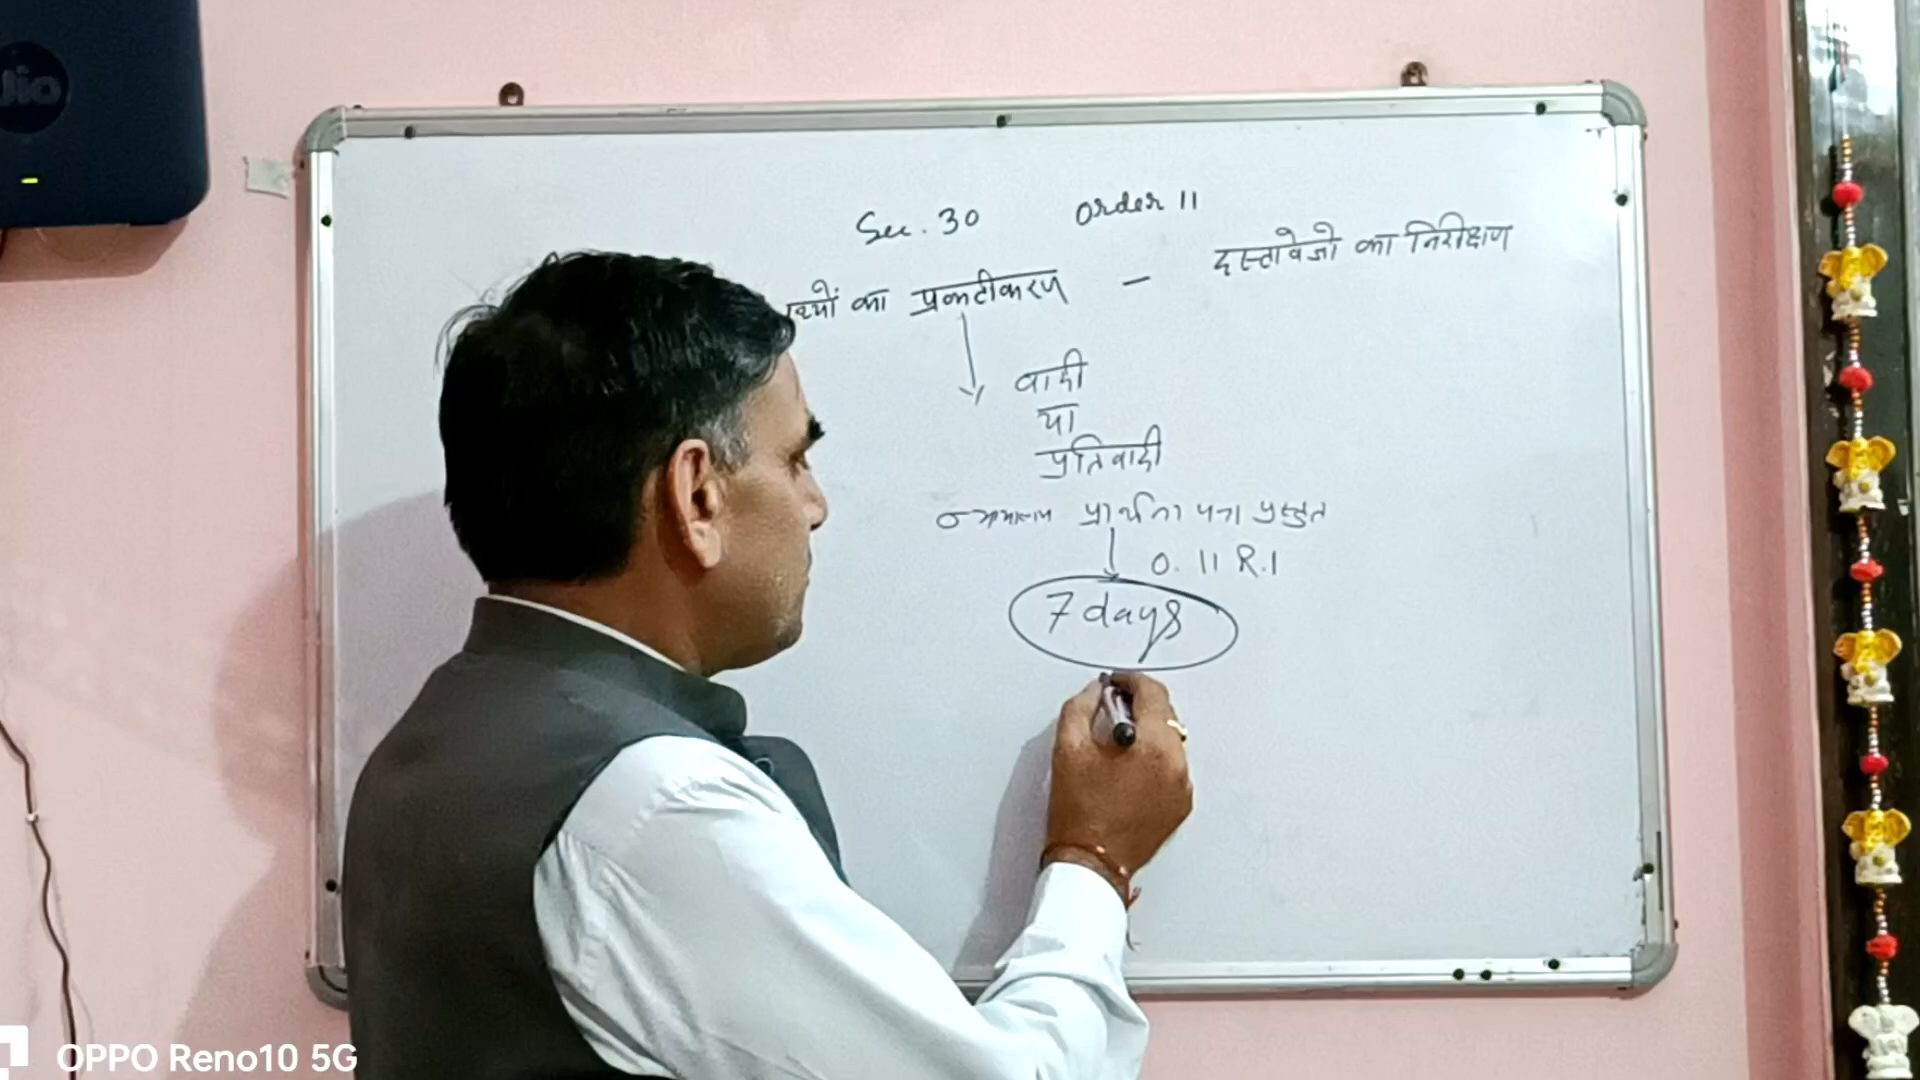 Jio
Sec. 30 Order 11
का प्रकटीकरण – दस्तावेजो का निरीक्षण
वादी
या
प्रतिवादी
प्रार्थना पत्र प्रस्तुत
O. 11 R.1
7 days
OPPO Reno10 5G